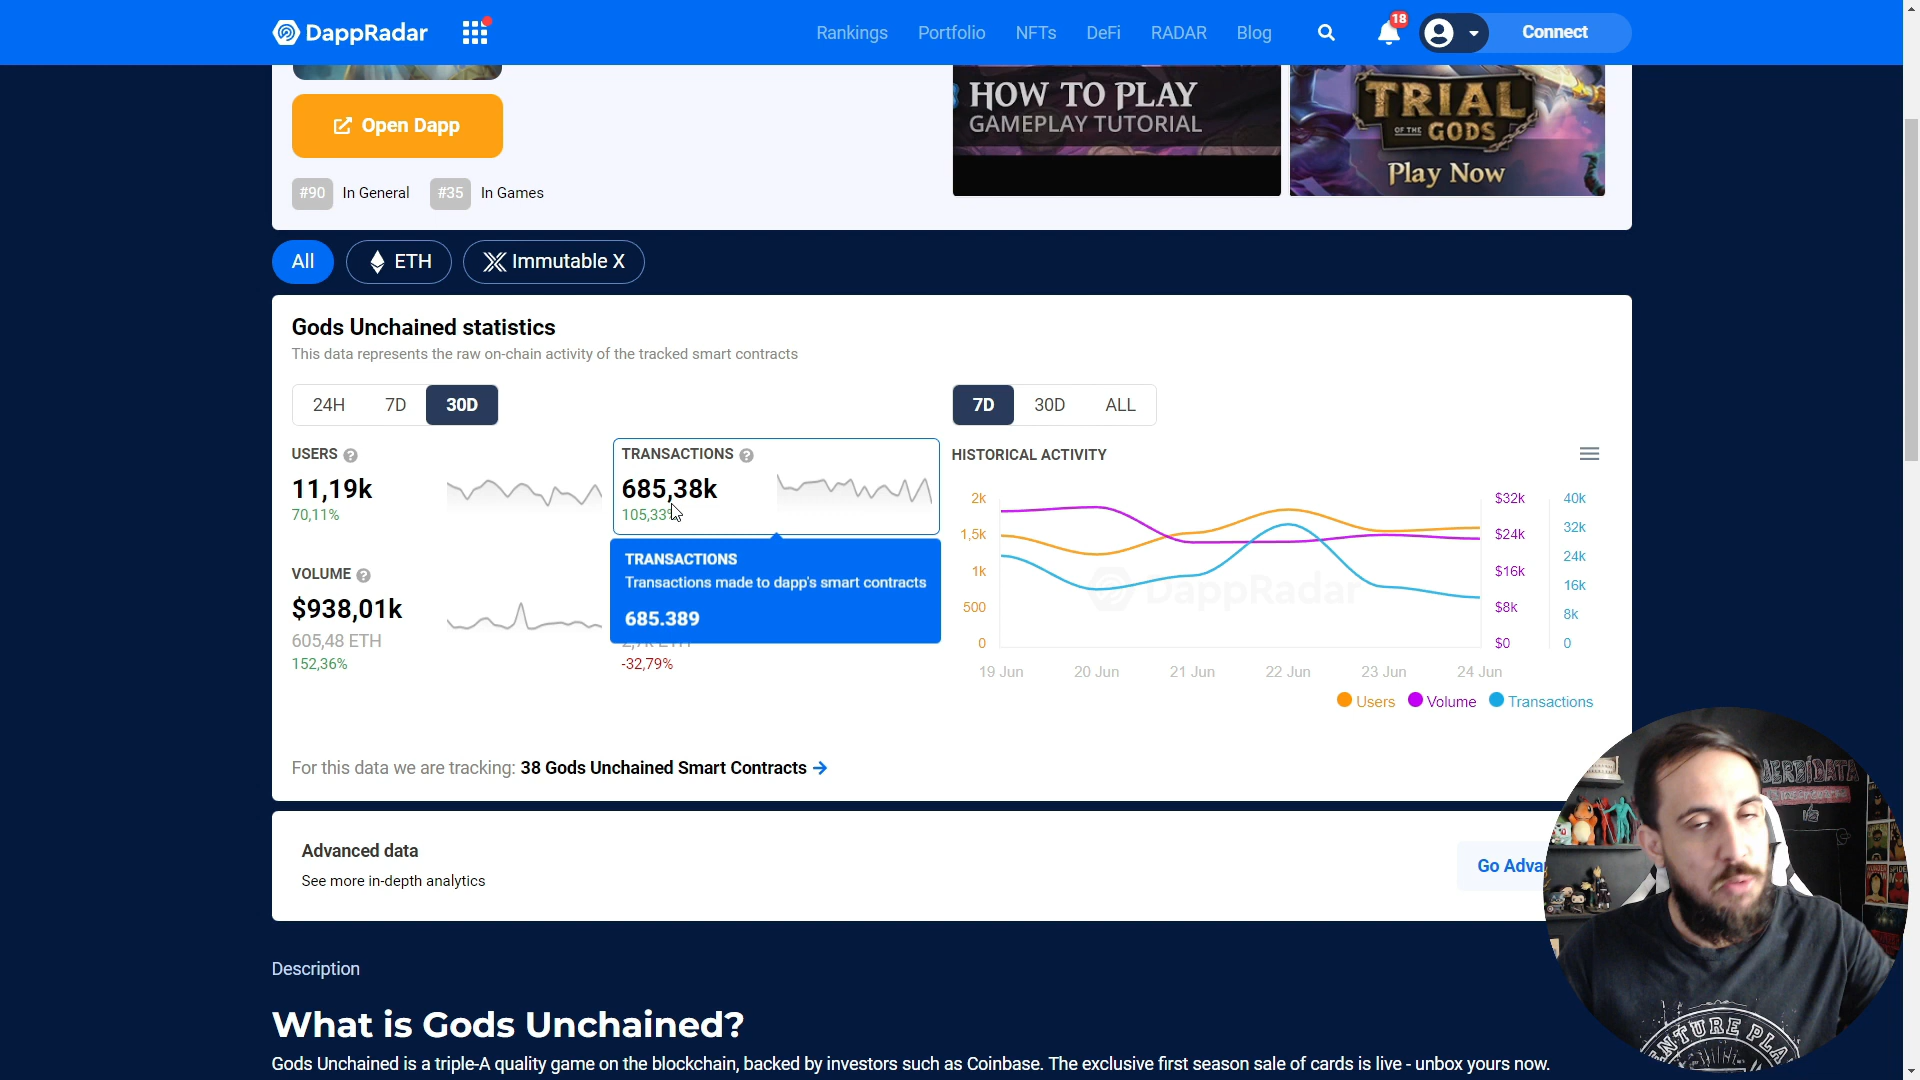 DappRadar
Rankings
Portfolio
NFTs
DeFi
RADAR
Blog
18
Connect
Open Dapp
#90 In General #35 In Games
HOW TO PLAY
GAMEPLAY TUTORIAL
TRIAL
OF THE
GODS
Play Now
All
ETH
Immutable X
Gods Unchained statistics
This data represents the raw on-chain activity of the tracked smart contracts
24H 7D 30D
USERS ?
11,19k
70,11%
TRANSACTIONS ?
685,38k
105,33%
TRANSACTIONS
Transactions made to dapp's smart contracts
685.389
VOLUME ?
$938,01k
605,48 ETH
152,36%
-32,79%
7D 30D ALL
HISTORICAL ACTIVITY
2k
1,5k
1k
500
0
$32k
$24k
$16k
$8k
$0
40k
32k
24k
16k
8k
0
DappRadar
19 Jun 20 Jun 21 Jun 22 Jun 23 Jun 24 Jun
Users Volume Transactions
For this data we are tracking: 38 Gods Unchained Smart Contracts →
Advanced data
See more in-depth analytics
Go Adva
Description
What is Gods Unchained?
Gods Unchained is a triple-A quality game on the blockchain, backed by investors such as Coinbase. The exclusive first season sale of cards is live - unbox yours now.